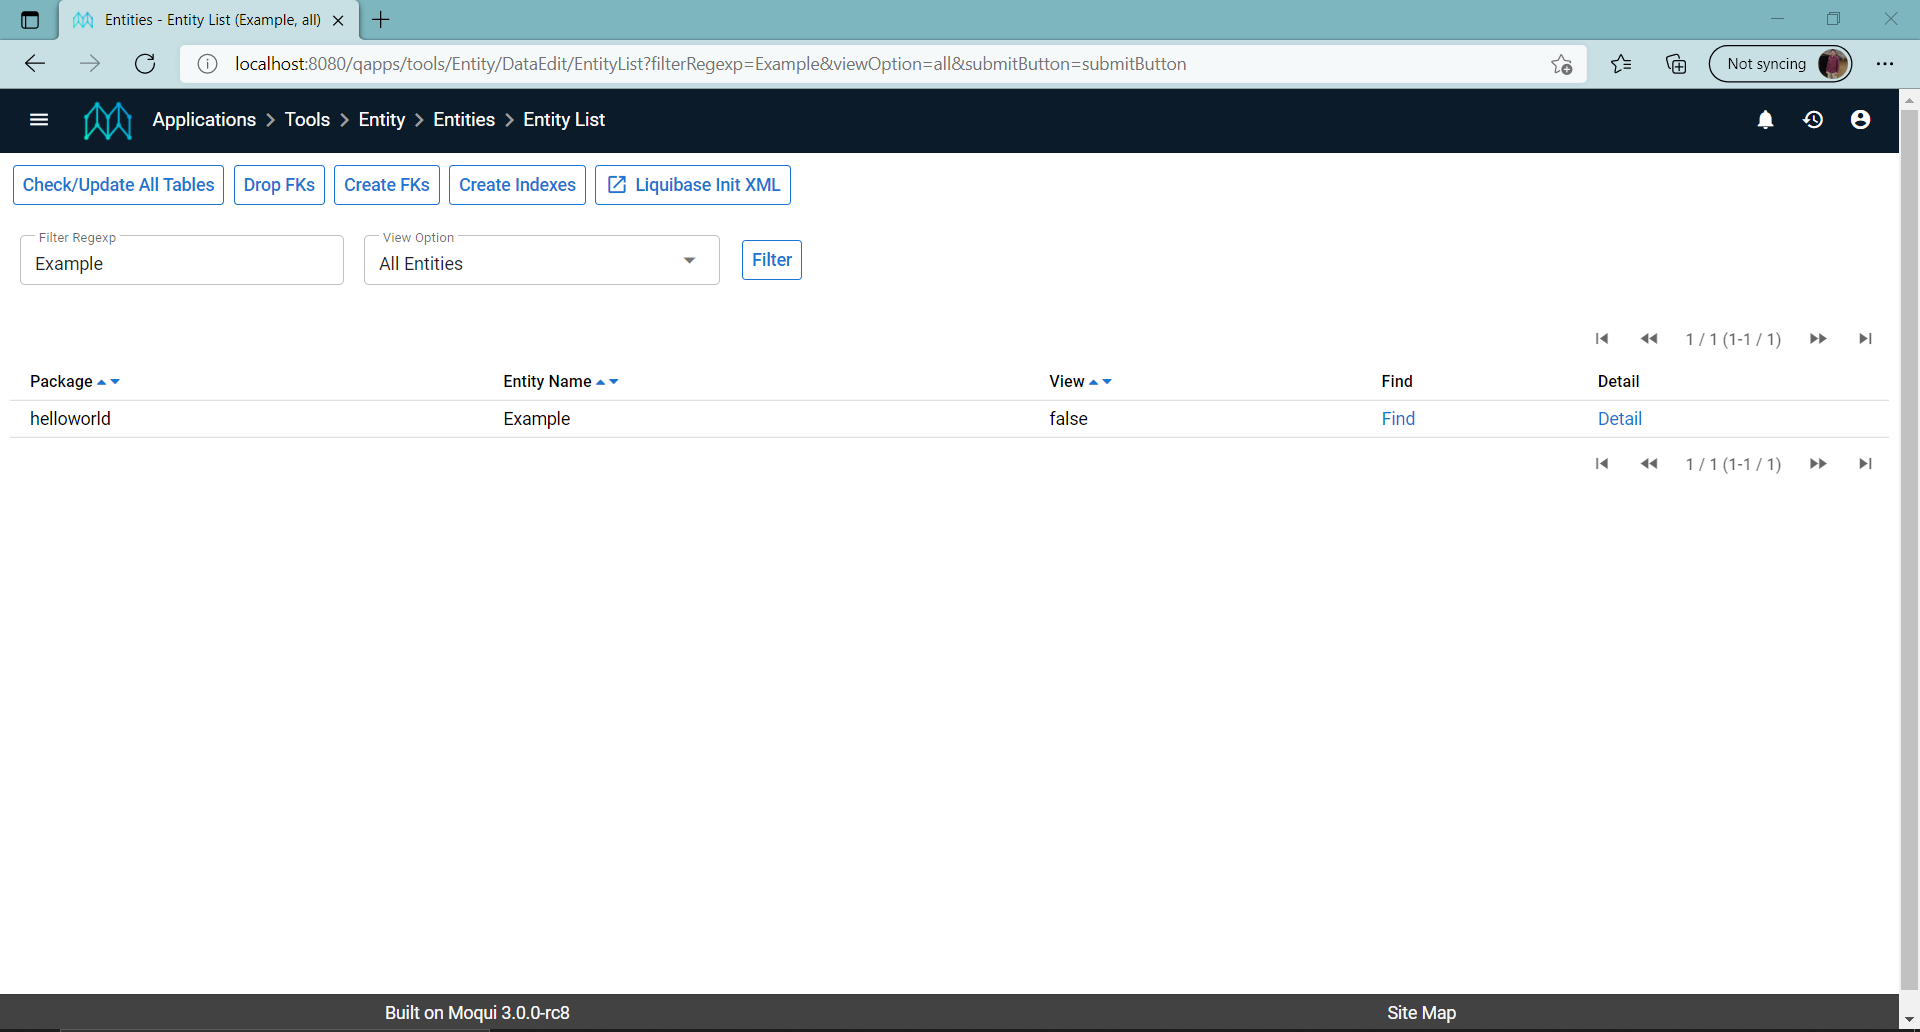 Entities - Entity List (Example, all)
localhost:8080/qapps/tools/Entity/DataEdit/EntityList?filterRegexp=Example&viewOption=all&submitButton=submitButton
Not syncing
Applications > Tools > Entity > Entities > Entity List
Check/Update All Tables Drop FKs Create FKs Create Indexes Liquibase Init XML
Filter Regexp View Option
Example All Entities Filter
1 / 1 (1-1 / 1)
Package Entity Name View Find Detail
helloworld Example false Find Detail
1 / 1 (1-1 / 1)
Built on Moqui 3.0.0-rc8 Site Map